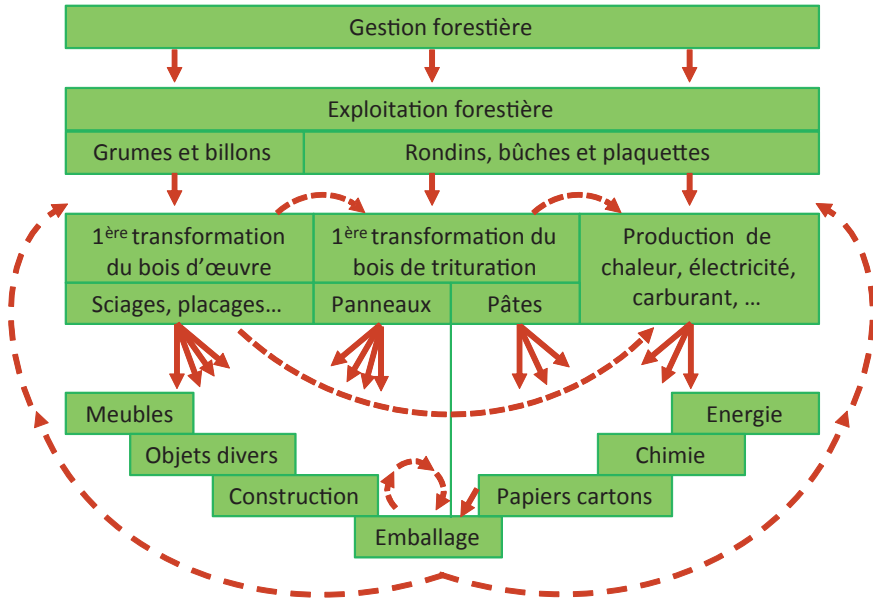 Gestion forestière
Exploitation forestière
Grumes et billons
Rondins, bûches et plaquettes
1ère transformation
du bois d’œuvre
1ère transformation du
bois de trituration
Production de
chaleur, électricité,
carburant, …
Sciages, placages…
Panneaux
Pâtes
Meubles
Energie
Objets divers
Chimie
Construction
Papiers cartons
Emballage